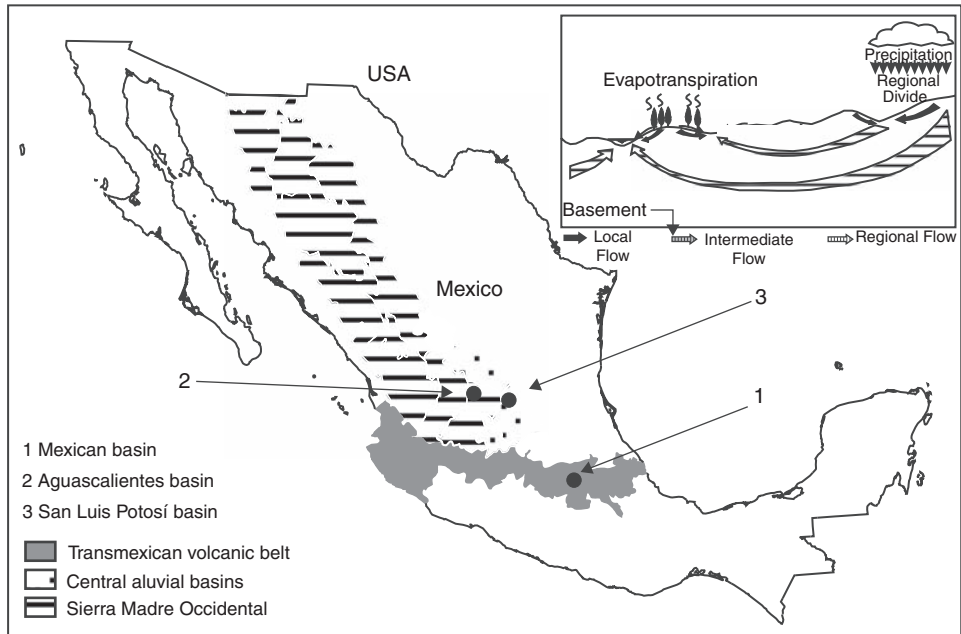 USA
Mexico
Precipitation
Regional
Divide
Evapotranspiration
Basement
Local
Flow
Intermediate
Flow
Regional Flow
3
2
1
1 Mexican basin
2 Aguascalientes basin
3 San Luis Potosí basin
Transmexican volcanic belt
Central aluvial basins
Sierra Madre Occidental